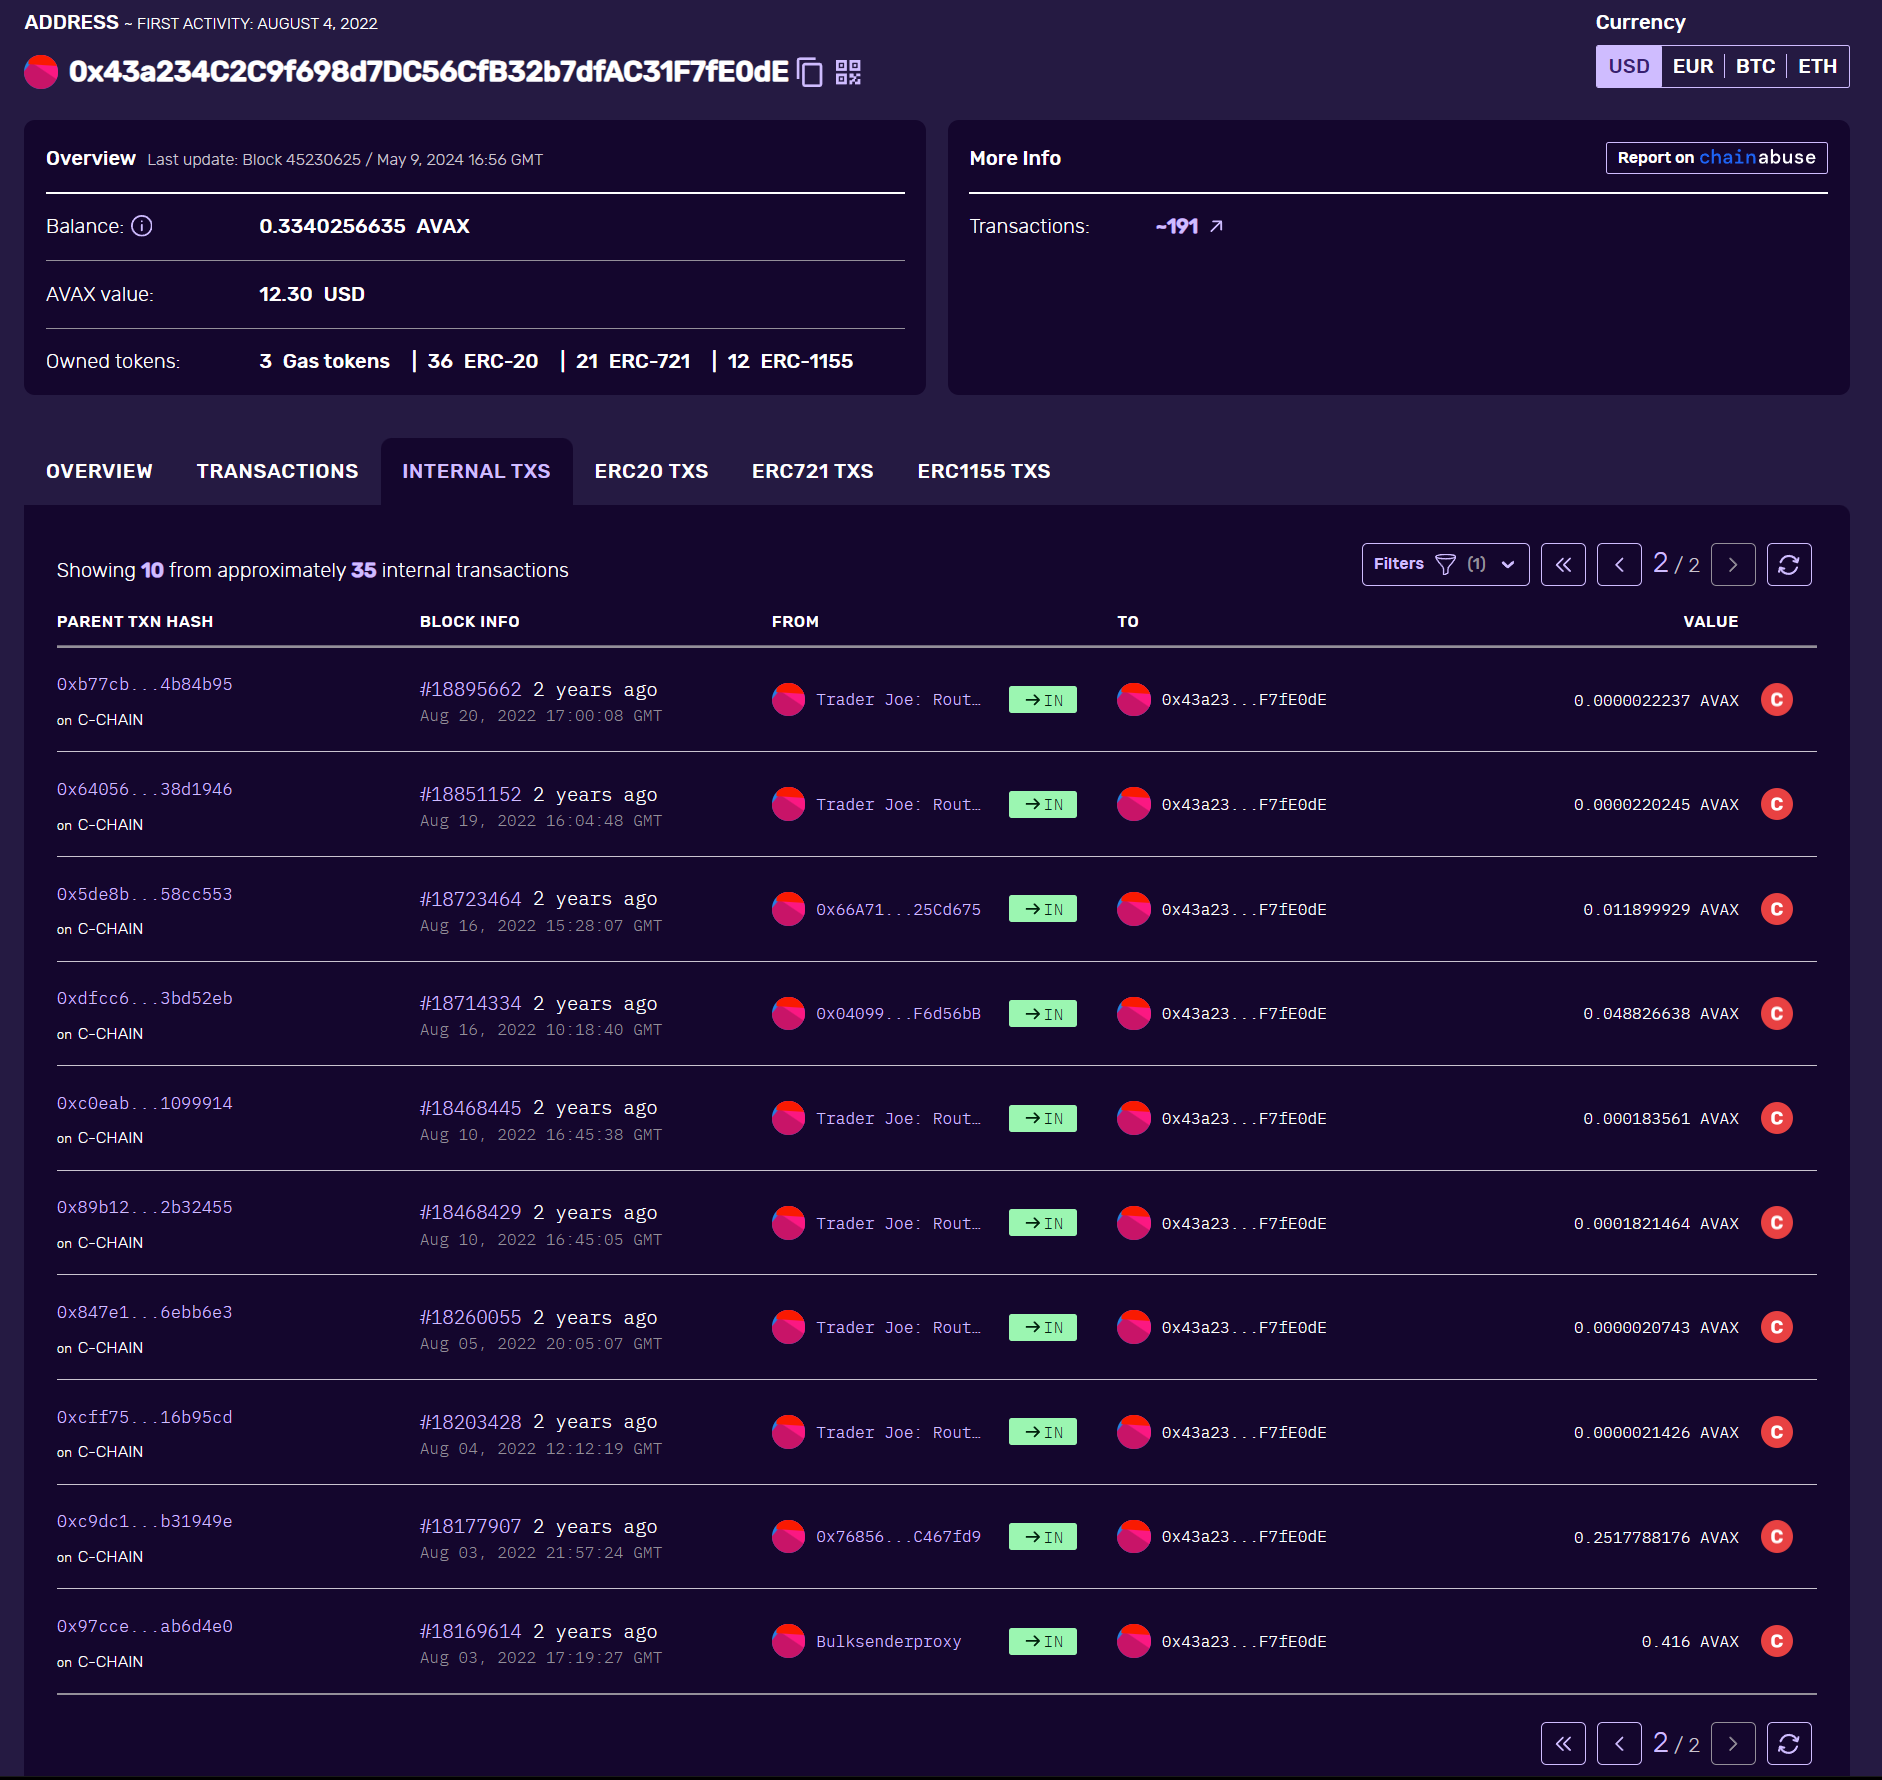 ADDRESS ~ FIRST ACTIVITY: AUGUST 4, 2022
Currency
0x43a234C2C9f698d7DC56CfB32b7dfAC31F7fE0dE
USD EUR BTC ETH
Overview Last update: Block 45230625 / May 9, 2024 16:56 GMT
Balance: 0.3340256635 AVAX
AVAX value: 12.30 USD
Owned tokens: 3 Gas tokens | 36 ERC-20 | 21 ERC-721 | 12 ERC-1155
More Info Report on chainabuse
Transactions: ~191
OVERVIEW TRANSACTIONS INTERNAL TXS ERC20 TXS ERC721 TXS ERC1155 TXS
Showing 10 from approximately 35 internal transactions Filters (1) 2 / 2
PARENT TXN HASH BLOCK INFO FROM TO VALUE
0xb77cb...4b84b95 #18895662 2 years ago Trader Joe: Rout… IN 0x43a23...F7fE0dE 0.0000022237 AVAX C
on C-CHAIN Aug 20, 2022 17:00:08 GMT
0x64056...38d1946 #18851152 2 years ago Trader Joe: Rout… IN 0x43a23...F7fE0dE 0.0000220245 AVAX C
on C-CHAIN Aug 19, 2022 16:04:48 GMT
0x5de8b...58cc553 #18723464 2 years ago 0x66A71...25Cd675 IN 0x43a23...F7fE0dE 0.011899929 AVAX C
on C-CHAIN Aug 16, 2022 15:28:07 GMT
0xdfcc6...3bd52eb #18714334 2 years ago 0x04099...F6d56bB IN 0x43a23...F7fE0dE 0.048826638 AVAX C
on C-CHAIN Aug 16, 2022 10:18:40 GMT
0xc0eab...1099914 #18468445 2 years ago Trader Joe: Rout… IN 0x43a23...F7fE0dE 0.000183561 AVAX C
on C-CHAIN Aug 10, 2022 16:45:38 GMT
0x89b12...2b32455 #18468429 2 years ago Trader Joe: Rout… IN 0x43a23...F7fE0dE 0.0001821464 AVAX C
on C-CHAIN Aug 10, 2022 16:45:05 GMT
0x847e1...6ebb6e3 #18260055 2 years ago Trader Joe: Rout… IN 0x43a23...F7fE0dE 0.0000020743 AVAX C
on C-CHAIN Aug 05, 2022 20:05:07 GMT
0xcff75...16b95cd #18203428 2 years ago Trader Joe: Rout… IN 0x43a23...F7fE0dE 0.0000021426 AVAX C
on C-CHAIN Aug 04, 2022 12:12:19 GMT
0xc9dc1...b31949e #18177907 2 years ago 0x76856...C467fd9 IN 0x43a23...F7fE0dE 0.2517788176 AVAX C
on C-CHAIN Aug 03, 2022 21:57:24 GMT
0x97cce...ab6d4e0 #18169614 2 years ago Bulksenderproxy IN 0x43a23...F7fE0dE 0.416 AVAX C
on C-CHAIN Aug 03, 2022 17:19:27 GMT
2 / 2